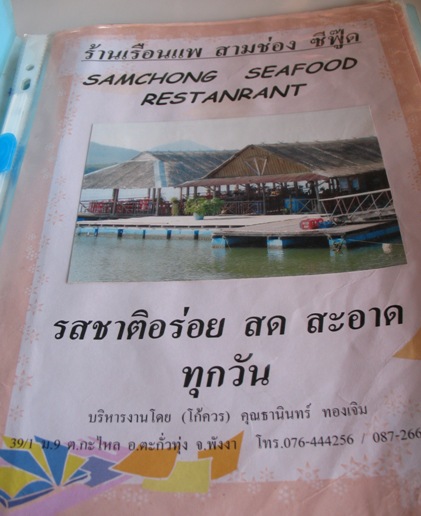 ร้านเรือนแพ สามช่อง ซีฟู๊ด
SAMCHONG SEAFOOD
RESTANRANT
รสชาติอร่อย สด สะอาด
ทุกวัน
บริหารงานโดย (โก้ควร) คุณธานินทร์ ทองเจิม
39/1 ม.9 ต.กะไหล อ.ตะกั่วทุ่ง จ.พังงา โทร.076-444256 / 087-266